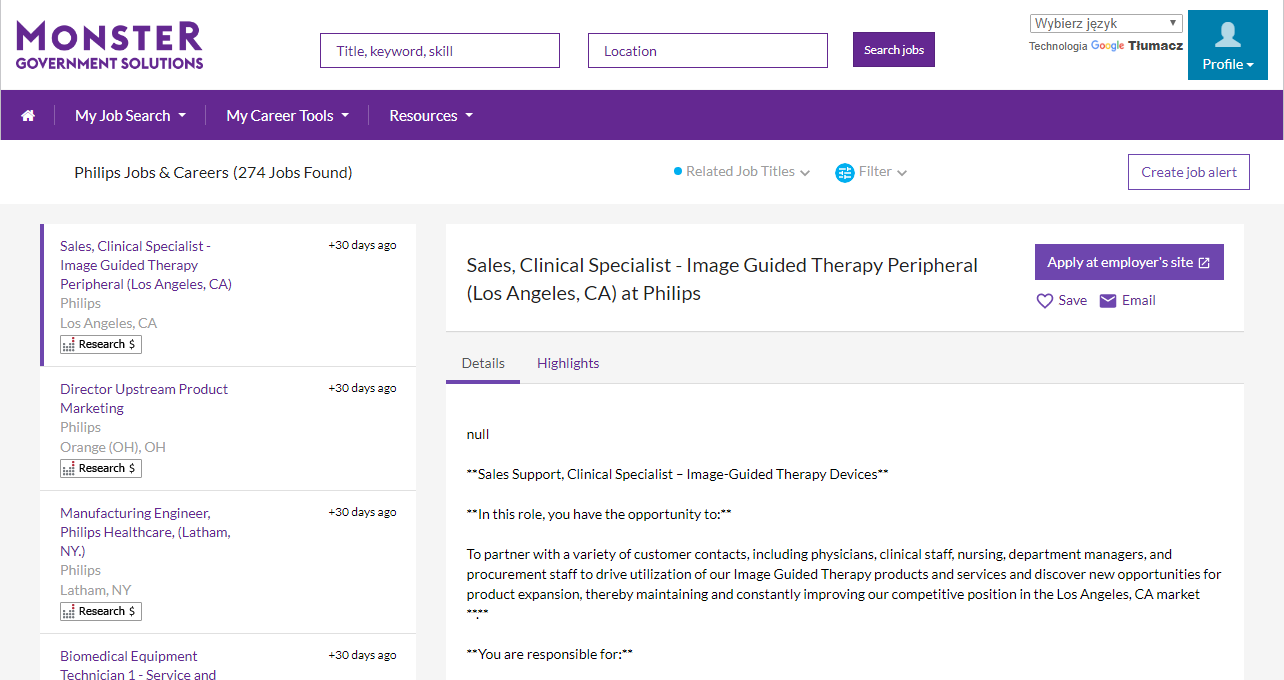 MONSTER
GOVERNMENT SOLUTIONS
Title, keyword, skill
Location
Search jobs
Wybierz język
Technologia Google Tłumacz
Profile
My Job Search
My Career Tools
Resources
Philips Jobs & Careers (274 Jobs Found)
Related Job Titles
Filter
Create job alert
Sales, Clinical Specialist -
Image Guided Therapy
Peripheral (Los Angeles, CA)
Philips
Los Angeles, CA
Research $
+30 days ago
Director Upstream Product
Marketing
Philips
Orange (OH), OH
Research $
+30 days ago
Manufacturing Engineer,
Philips Healthcare, (Latham,
NY.)
Philips
Latham, NY
Research $
+30 days ago
Biomedical Equipment
Technician 1 - Service and
+30 days ago
Sales, Clinical Specialist - Image Guided Therapy Peripheral
(Los Angeles, CA) at Philips
Apply at employer's site
Save
Email
Details
Highlights
null
**Sales Support, Clinical Specialist – Image-Guided Therapy Devices**
**In this role, you have the opportunity to:**
To partner with a variety of customer contacts, including physicians, clinical staff, nursing, department managers, and
procurement staff to drive utilization of our Image Guided Therapy products and services and discover new opportunities for
product expansion, thereby maintaining and constantly improving our competitive position in the Los Angeles, CA market
**.**
**You are responsible for:**